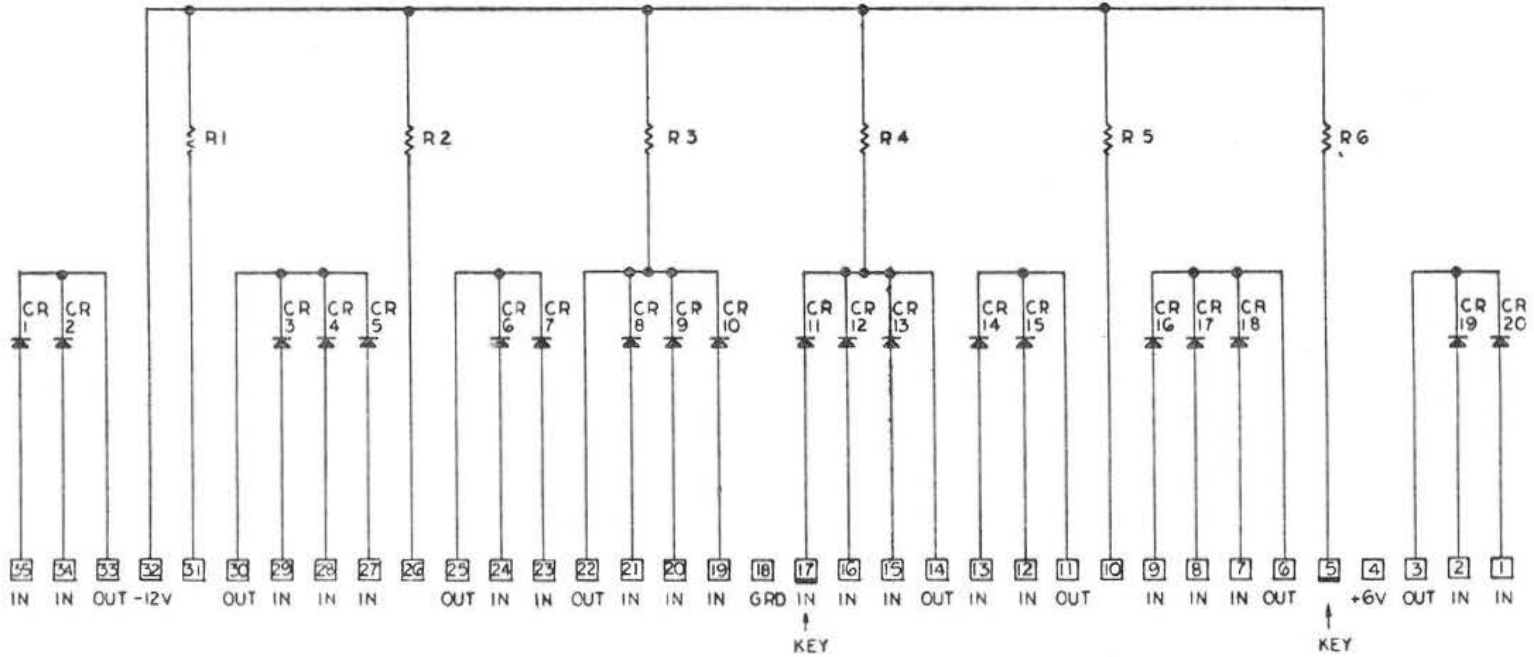 R1 R2 R3 R4 R5 R6
CR CR CR CR CR CR CR CR CR CR CR CR CR CR CR CR CR CR CR CR
1 2 3 4 5 6 7 8 9 10 11 12 13 14 15 16 17 18 19 20
35 34 33 32 31 30 29 28 27 26 25 24 23 22 21 20 19 18 17 16 15 14 13 12 11 10 9 8 7 6 5 4 3 2 1
IN IN OUT -12V OUT IN IN IN OUT IN IN OUT IN IN IN GRD IN IN IN OUT IN IN OUT IN IN IN OUT +6V OUT IN IN
KEY KEY